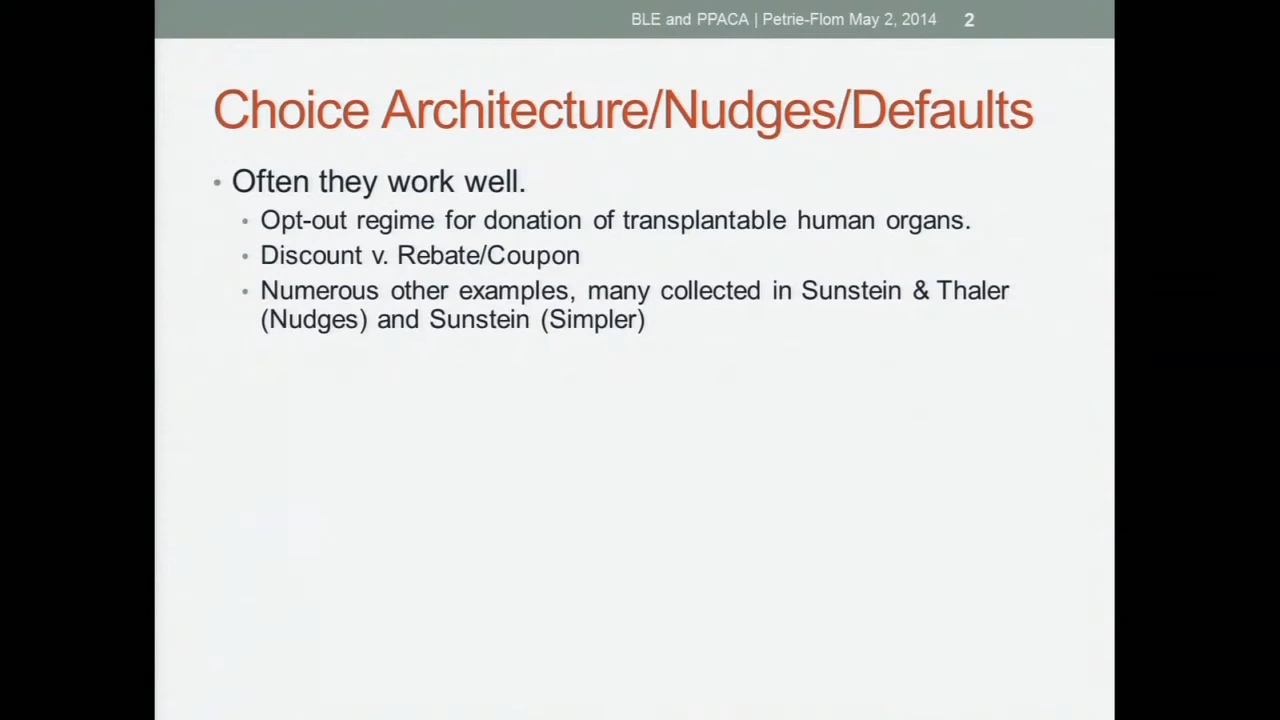 BLE and PPACA | Petrie-Flom May 2, 2014 2
Choice Architecture/Nudges/Defaults
• Often they work well.
• Opt-out regime for donation of transplantable human organs.
• Discount v. Rebate/Coupon
• Numerous other examples, many collected in Sunstein & Thaler
(Nudges) and Sunstein (Simpler)